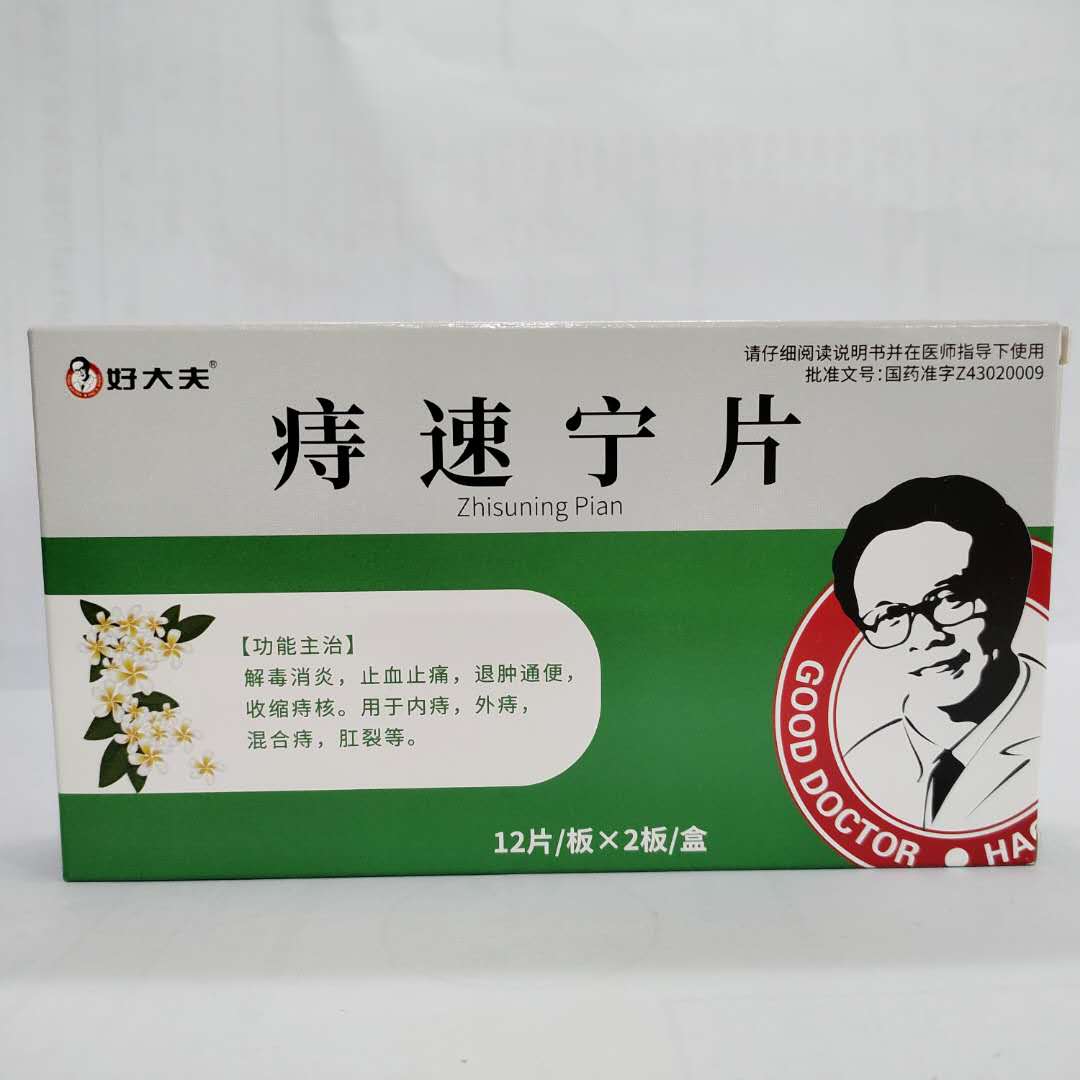 好大夫®
请仔细阅读说明书并在医师指导下使用
批准文号:国药准字Z43020009
痔速宁片
Zhisuning Pian
【功能主治】
解毒消炎，止血止痛，退肿通便，
收缩痔核。用于内痔，外痔，
混合痔，肛裂等。
12片/板×2板/盒
GOOD DOCTOR